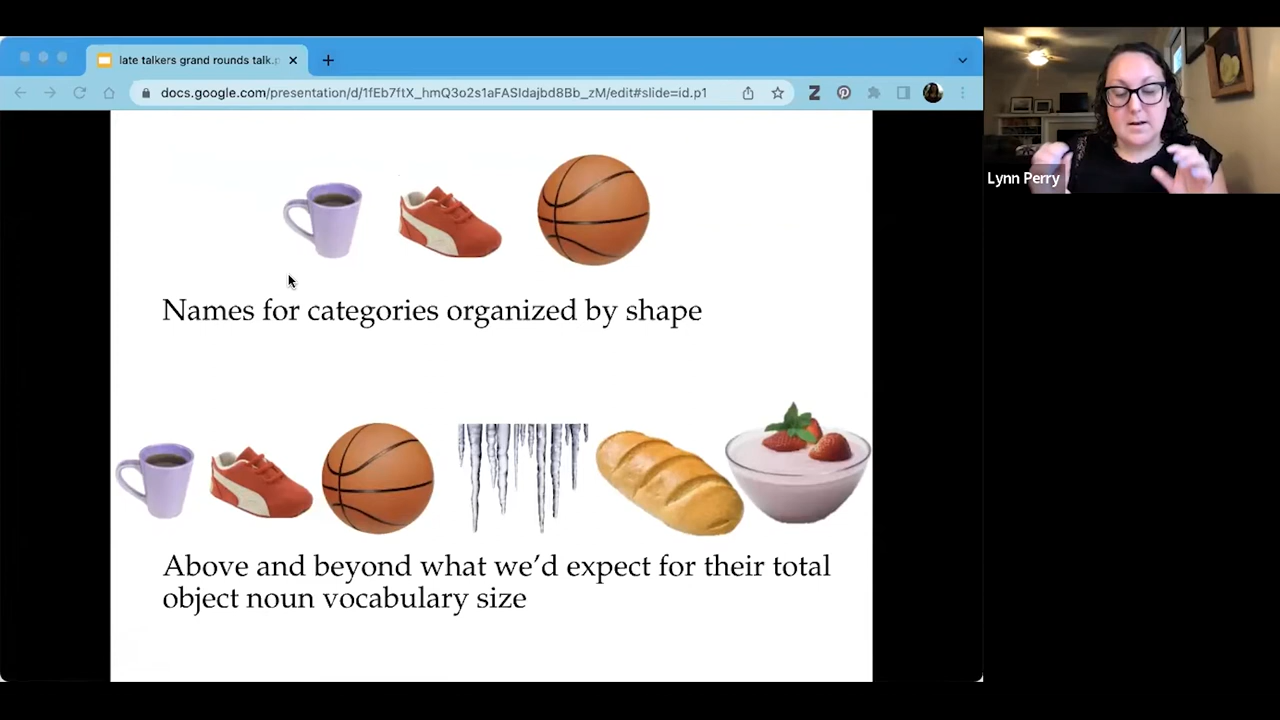 late talkers grand rounds talk.p
docs.google.com/presentation/d/1fEb7ftX_hmQ3o2s1aFASIdajbd8Bb_zM/edit#slide=id.p1
Lynn Perry
Names for categories organized by shape
Above and beyond what we’d expect for their total
object noun vocabulary size